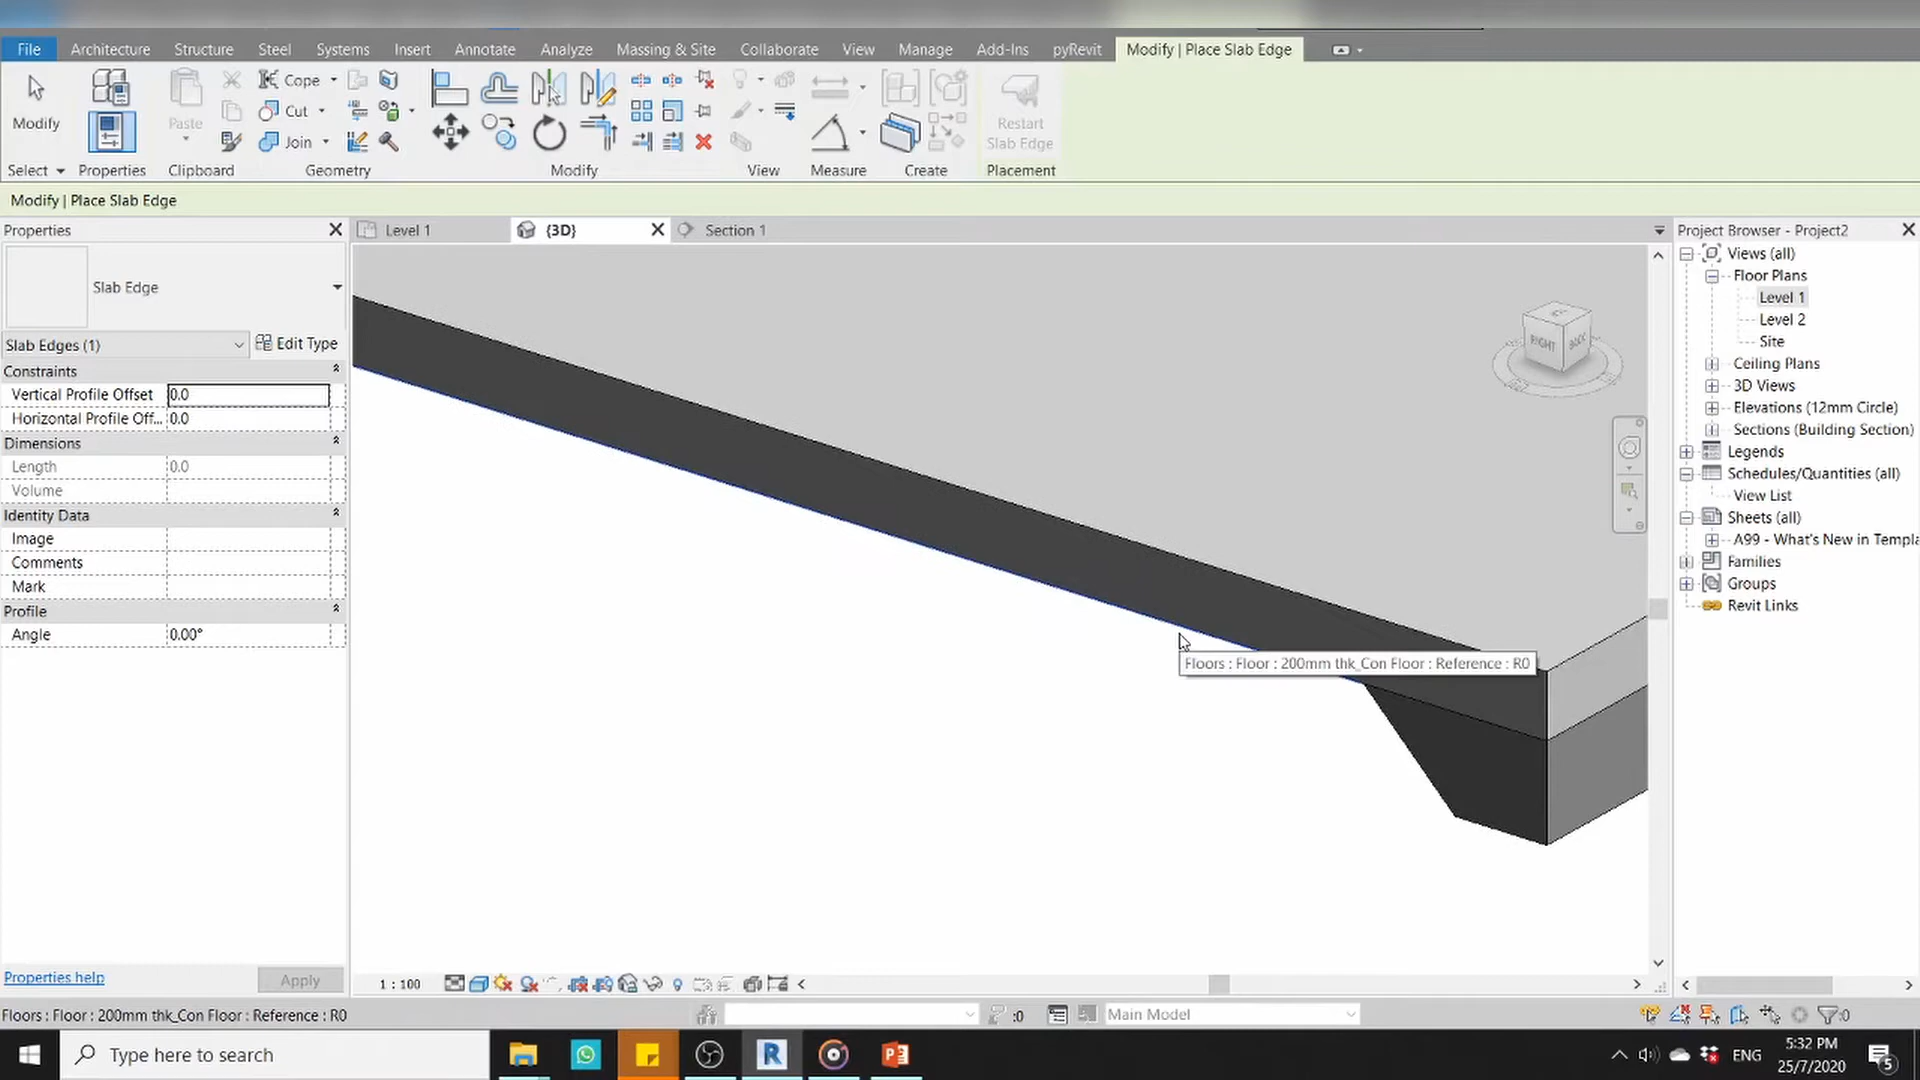 File Architecture Structure Steel Systems Insert Annotate Analyze Massing & Site Collaborate View Manage Add-Ins pyRevit Modify | Place Slab Edge
Modify
Paste
Cope
Cut
Join
Restart
Slab Edge
Select Properties Clipboard Geometry Modify View Measure Create Placement
Modify | Place Slab Edge
Properties
Slab Edge
Slab Edges (1) Edit Type
Constraints
Vertical Profile Offset 0.0
Horizontal Profile Off... 0.0
Dimensions
Length 0.0
Volume
Identity Data
Image
Comments
Mark
Profile
Angle 0.00°
Properties help Apply
Level 1 {3D} Section 1
RIGHT BACK
Floors : Floor : 200mm thk_Con Floor : Reference : R0
1 : 100
Project Browser - Project2
Views (all)
Floor Plans
Level 1
Level 2
Site
Ceiling Plans
3D Views
Elevations (12mm Circle)
Sections (Building Section)
Legends
Schedules/Quantities (all)
View List
Sheets (all)
A99 - What's New in Templa
Families
Groups
Revit Links
Floors : Floor : 200mm thk_Con Floor : Reference : R0 :0 Main Model :0
Type here to search
ENG
5:32 PM
25/7/2020
5